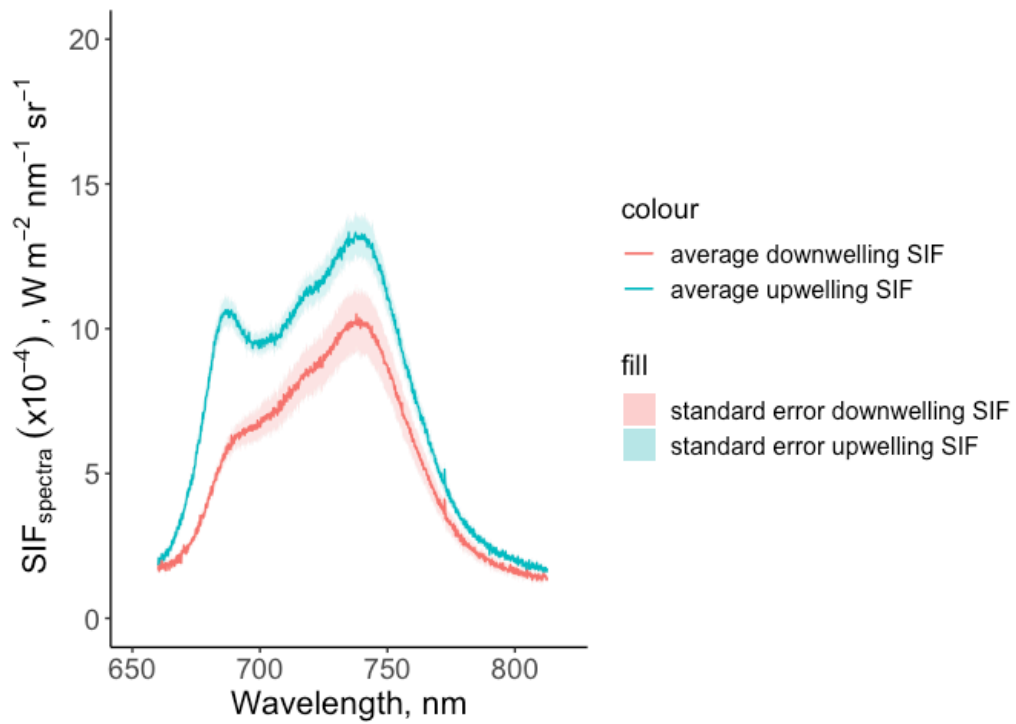 20
15
10
5
0
SIFspectra (x10−4) , W m−2 nm−1 sr−1
650 700 750 800
Wavelength, nm
colour
average downwelling SIF
average upwelling SIF
fill
standard error downwelling SIF
standard error upwelling SIF